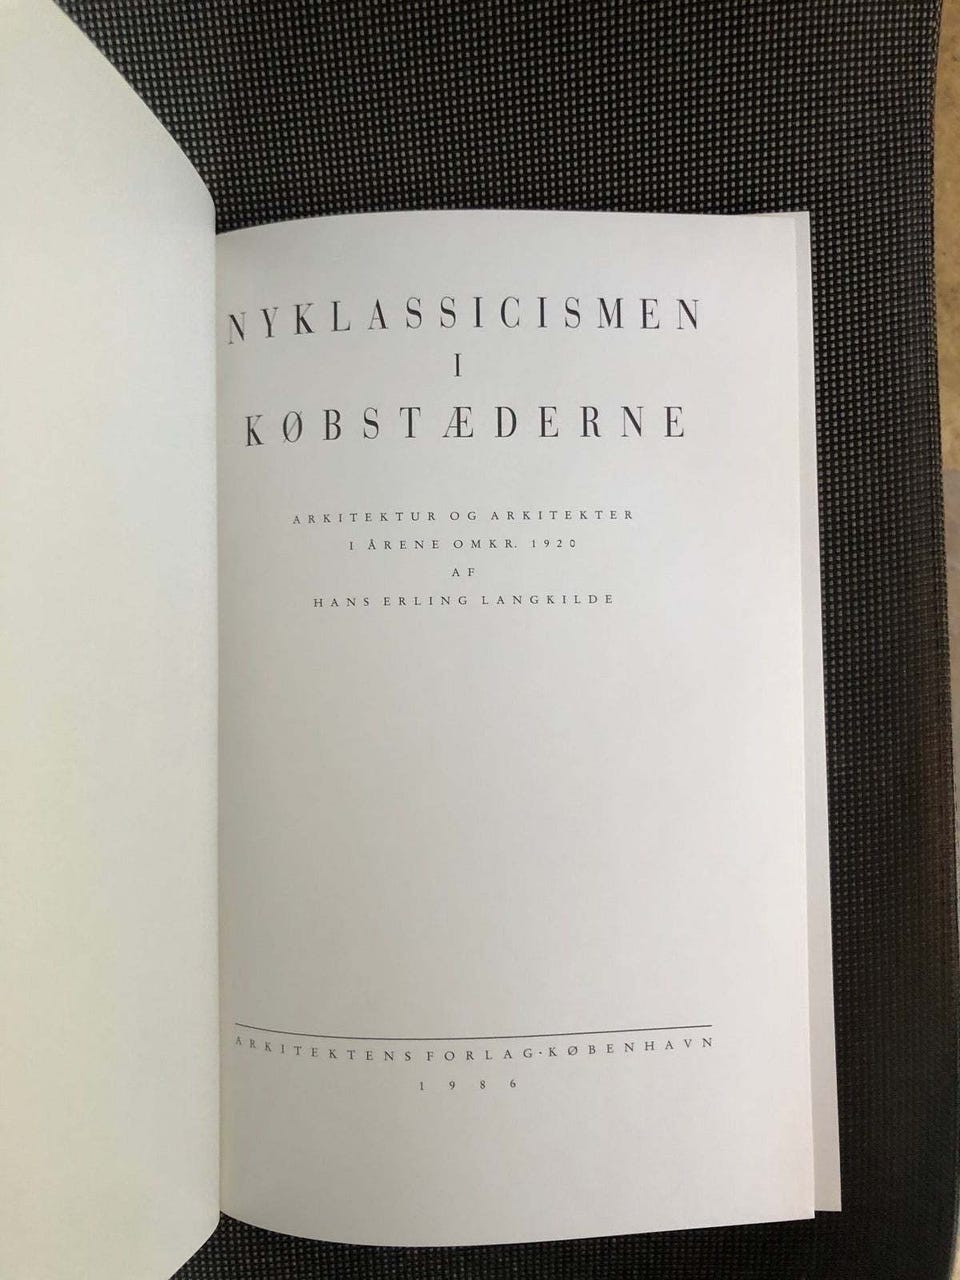 NYKLASSICISMEN
I
KØBSTÆDERNE
ARKITEKTUR OG ARKITEKTER
I ÅRENE OMKR. 1920
AF
HANS ERLING LANGKILDE
ARKITEKTENS FORLAG · KØBENHAVN
1986